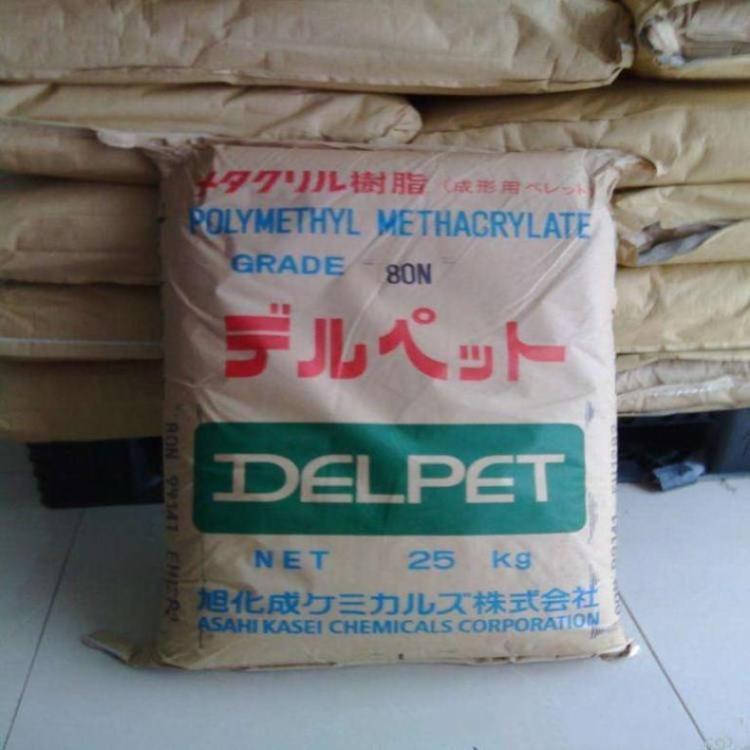 メタクリル樹脂 (成形用ペレット)
POLYMETHYL METHACRYLATE
GRADE 80N
デルペット
DELPET
NET 25 kg
旭化成ケミカルズ株式会社
ASAHI KASEI CHEMICALS CORPORATION
80N